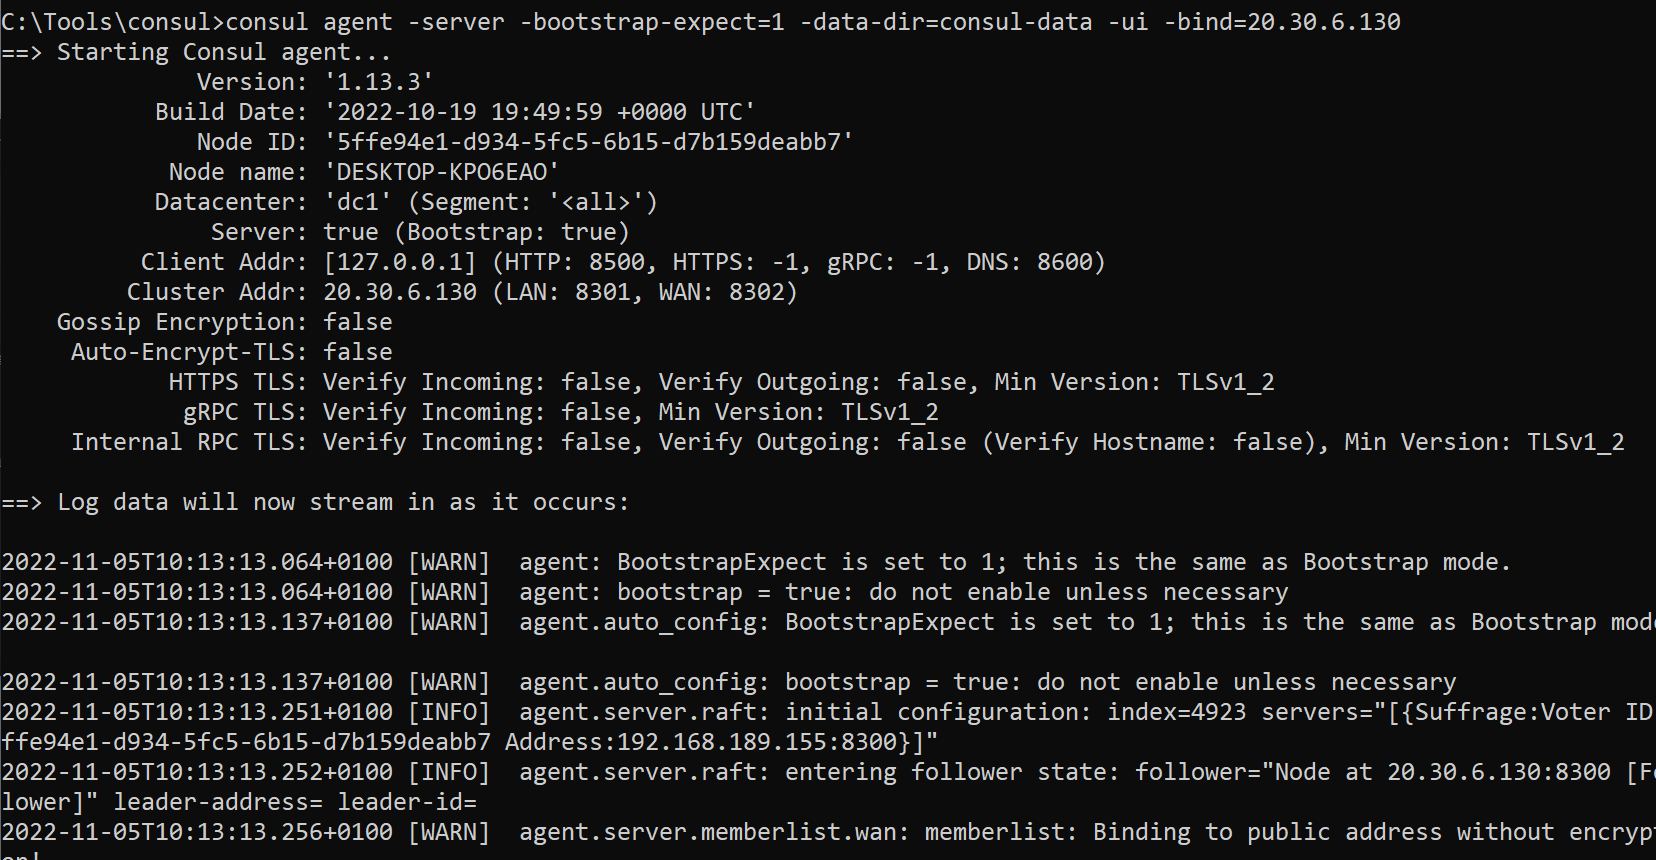 C:\Tools\consul>consul agent -server -bootstrap-expect=1 -data-dir=consul-data -ui -bind=20.30.6.130
==> Starting Consul agent...
Version: '1.13.3'
Build Date: '2022-10-19 19:49:59 +0000 UTC'
Node ID: '5ffe94e1-d934-5fc5-6b15-d7b159deabb7'
Node name: 'DESKTOP-KPO6EAO'
Datacenter: 'dc1' (Segment: '<all>')
Server: true (Bootstrap: true)
Client Addr: [127.0.0.1] (HTTP: 8500, HTTPS: -1, gRPC: -1, DNS: 8600)
Cluster Addr: 20.30.6.130 (LAN: 8301, WAN: 8302)
Gossip Encryption: false
Auto-Encrypt-TLS: false
HTTPS TLS: Verify Incoming: false, Verify Outgoing: false, Min Version: TLSv1_2
gRPC TLS: Verify Incoming: false, Min Version: TLSv1_2
Internal RPC TLS: Verify Incoming: false, Verify Outgoing: false (Verify Hostname: false), Min Version: TLSv1_2
==> Log data will now stream in as it occurs:
2022-11-05T10:13:13.064+0100 [WARN]  agent: BootstrapExpect is set to 1; this is the same as Bootstrap mode.
2022-11-05T10:13:13.064+0100 [WARN]  agent: bootstrap = true: do not enable unless necessary
2022-11-05T10:13:13.137+0100 [WARN]  agent.auto_config: BootstrapExpect is set to 1; this is the same as Bootstrap mode
2022-11-05T10:13:13.137+0100 [WARN]  agent.auto_config: bootstrap = true: do not enable unless necessary
2022-11-05T10:13:13.251+0100 [INFO]  agent.server.raft: initial configuration: index=4923 servers="[{Suffrage:Voter ID
ffe94e1-d934-5fc5-6b15-d7b159deabb7 Address:192.168.189.155:8300}]"
2022-11-05T10:13:13.252+0100 [INFO]  agent.server.raft: entering follower state: follower="Node at 20.30.6.130:8300 [Fo
lower]" leader-address= leader-id=
2022-11-05T10:13:13.256+0100 [WARN]  agent.server.memberlist.wan: memberlist: Binding to public address without encrypt